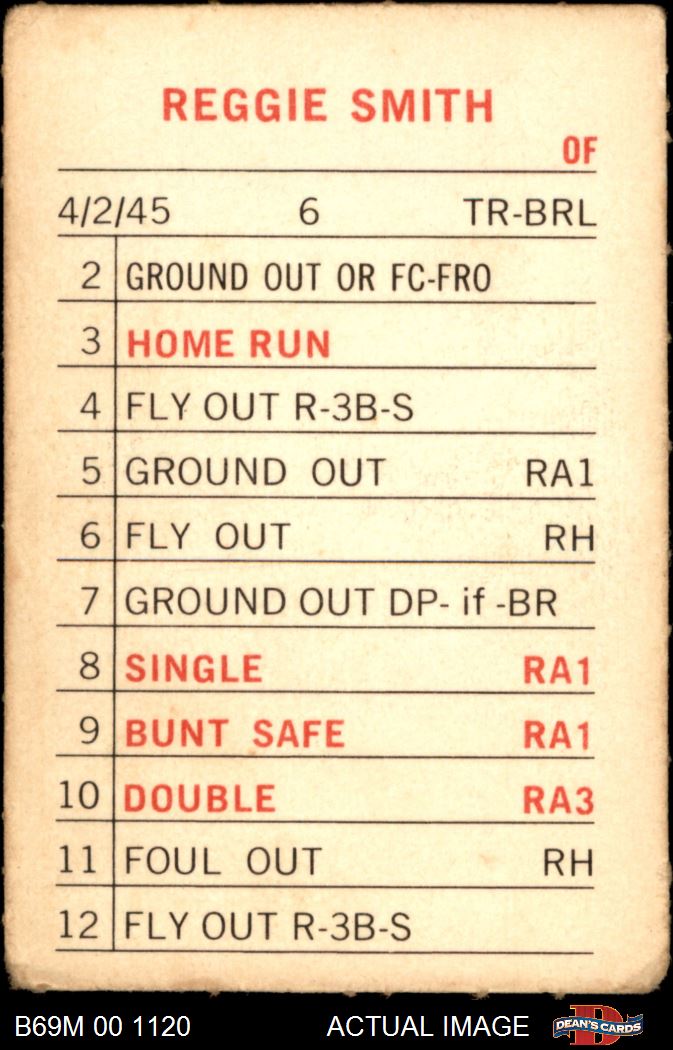 REGGIE SMITH
OF
4/2/45 6 TR-BRL
2 GROUND OUT OR FC-FRO
3 HOME RUN
4 FLY OUT R-3B-S
5 GROUND OUT RA1
6 FLY OUT RH
7 GROUND OUT DP- if -BR
8 SINGLE RA1
9 BUNT SAFE RA1
10 DOUBLE RA3
11 FOUL OUT RH
12 FLY OUT R-3B-S
B69M 00 1120 ACTUAL IMAGE D DEAN'S CARDS